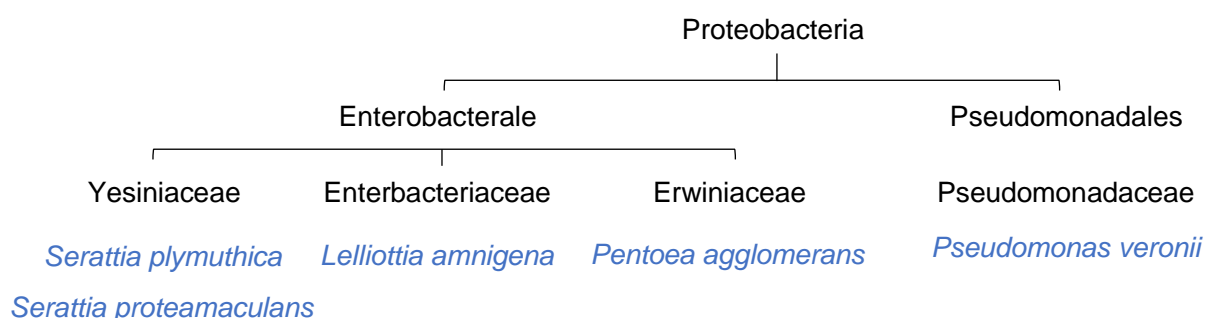 Proteobacteria
Enterobacterale Pseudomonadales
Yesiniaceae Enterbacteriaceae Erwiniaceae Pseudomonadaceae
Serattia plymuthica Lelliottia amnigena Pentoea agglomerans Pseudomonas veronii
Serattia proteamaculans